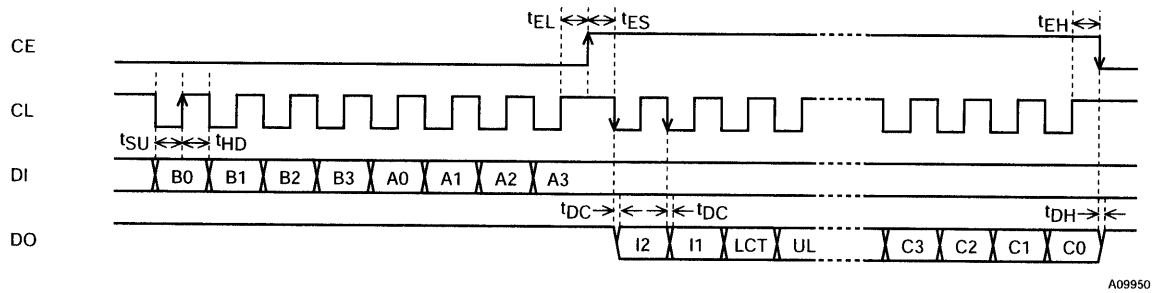 tEL tES tEH
CE
CL
tSU tHD
DI B0 B1 B2 B3 A0 A1 A2 A3
tDC tDC tDH
DO I2 I1 LCT UL C3 C2 C1 C0
A09950